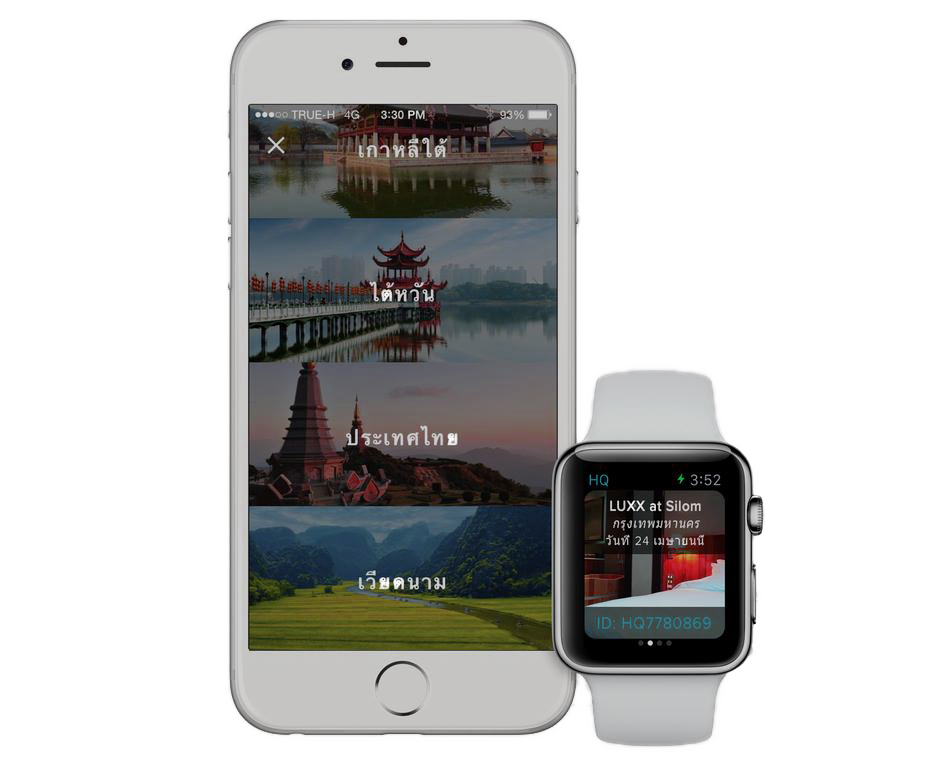 TRUE-H 4G 3:30 PM 93%
เกาหลีใต้
ไต้หวัน
ประเทศไทย
เวียดนาม
HQ 3:52
LUXX at Silom
กรุงเทพมหานคร
วันที่ 24 เมษายนนี้
ID: HQ7780869